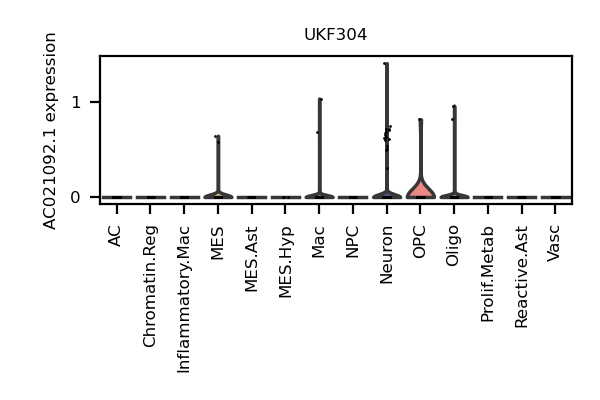 UKF304
AC021092.1 expression
1
0
AC
Chromatin.Reg
Inflammatory.Mac
MES
MES.Ast
MES.Hyp
Mac
NPC
Neuron
OPC
Oligo
Prolif.Metab
Reactive.Ast
Vasc